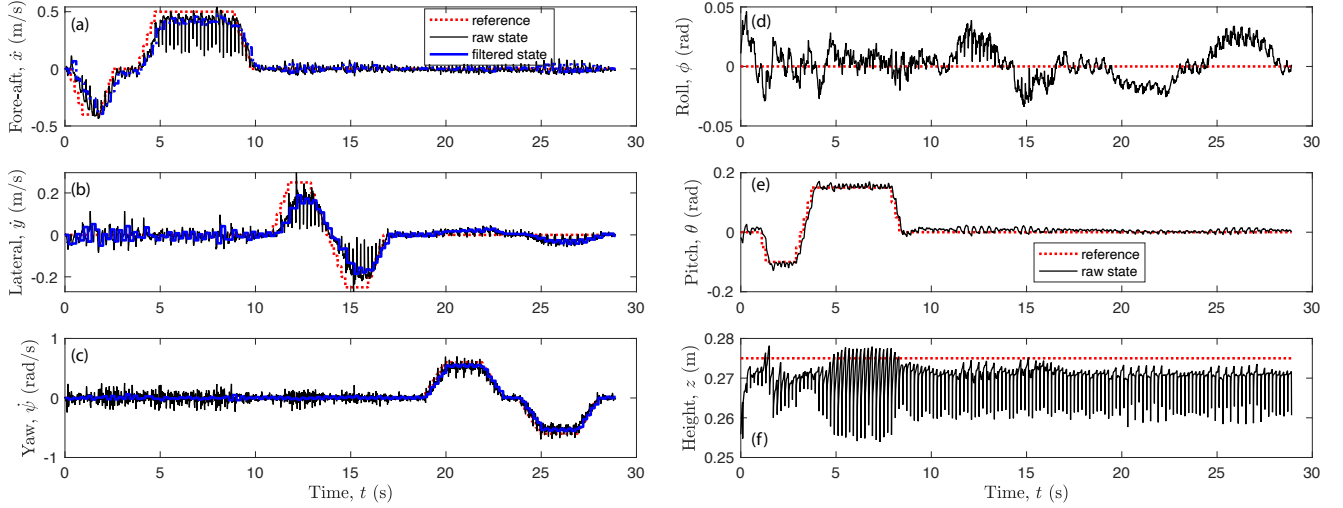 (a)
Fore-aft, ẋ (m/s)
0.5
0
-0.5
reference
raw state
filtered state
0 5 10 15 20 25 30
(b)
Lateral, ẏ (m/s)
0.2
0
-0.2
0 5 10 15 20 25 30
(c)
Yaw, ψ̇ (rad/s)
1
0
-1
0 5 10 15 20 25 30
Time, t (s)
(d)
Roll, ϕ (rad)
0.05
0
-0.05
0 5 10 15 20 25 30
(e)
Pitch, θ (rad)
0.2
0
-0.2
reference
raw state
0 5 10 15 20 25 30
Height, z (m)
0.28
0.27
0.26
0.25
(f)
0 5 10 15 20 25 30
Time, t (s)